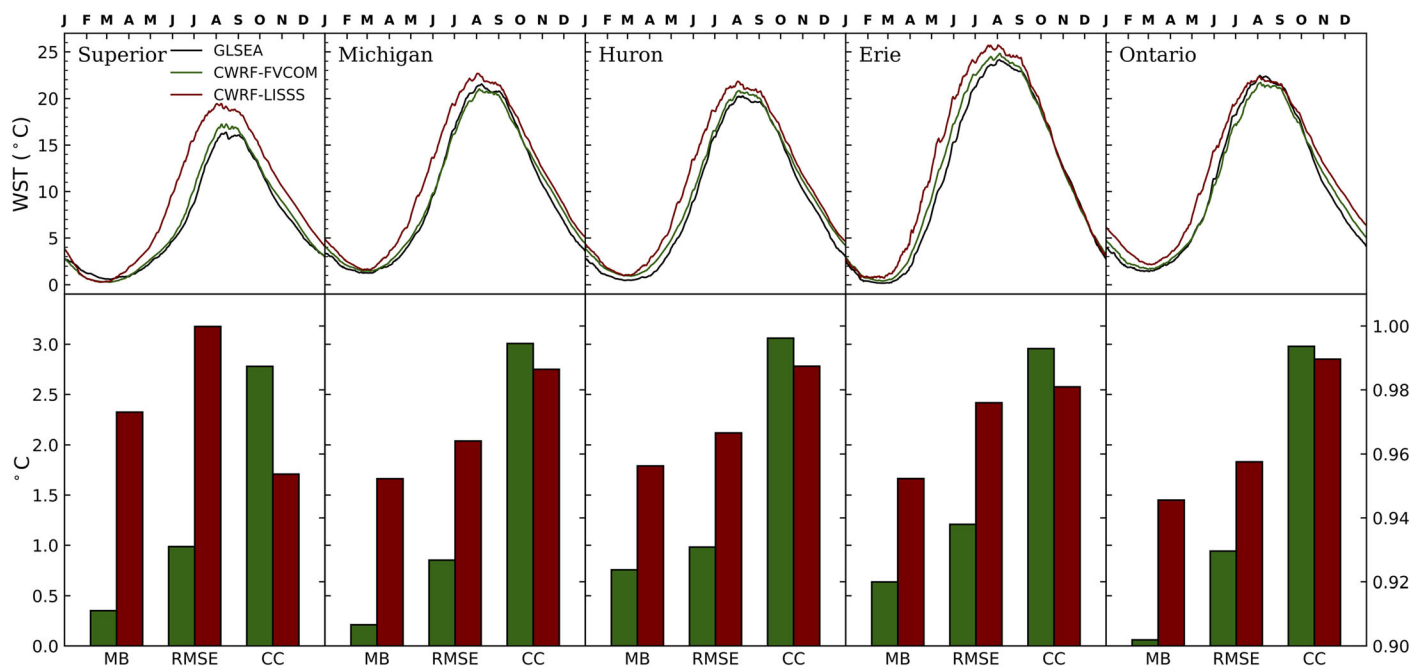 J F M A M J J A S O N D J F M A M J J A S O N D J F M A M J J A S O N D J F M A M J J A S O N D J F M A M J J A S O N D
Superior
GLSEA
CWRF-FVCOM
CWRF-LISSS
Michigan
Huron
Erie
Ontario
WST (°C)
25
20
15
10
5
0
°C
3.0
2.5
2.0
1.5
1.0
0.5
0.0
1.00
0.98
0.96
0.94
0.92
0.90
MB RMSE CC MB RMSE CC MB RMSE CC MB RMSE CC MB RMSE CC